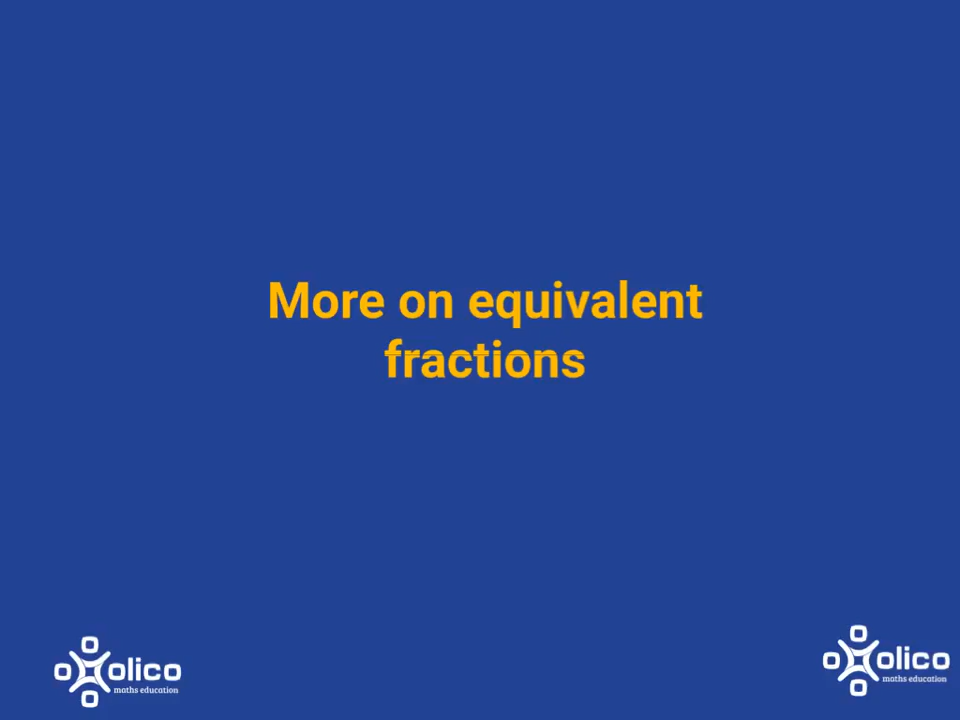 More on equivalent
fractions
olico
maths education
olico
maths education